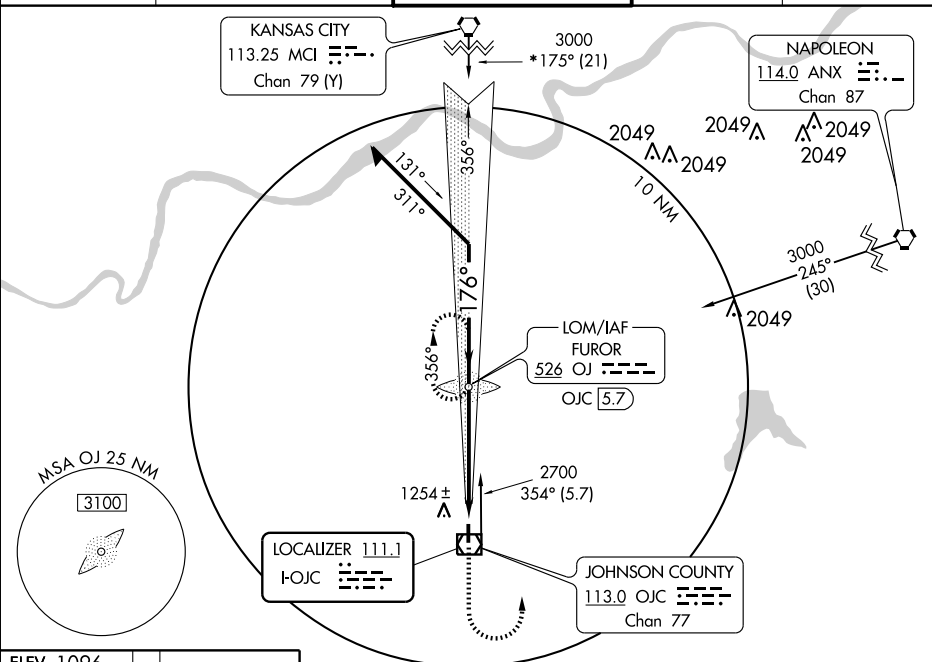 KANSAS CITY
113.25 MCI
Chan 79 (Y)
3000
*175° (21)
NAPOLEON
114.0 ANX
Chan 87
2049
2049
2049
2049
2049
356°
131°
311°
10 NM
3000
245°
(30)
2049
176°
356°
LOM/IAF
FUROR
526 OJ
OJC 5.7
MSA OJ 25 NM
3100
1254 ±
2700
354° (5.7)
LOCALIZER 111.1
I-OJC
JOHNSON COUNTY
113.0 OJC
Chan 77
ELEV 1096